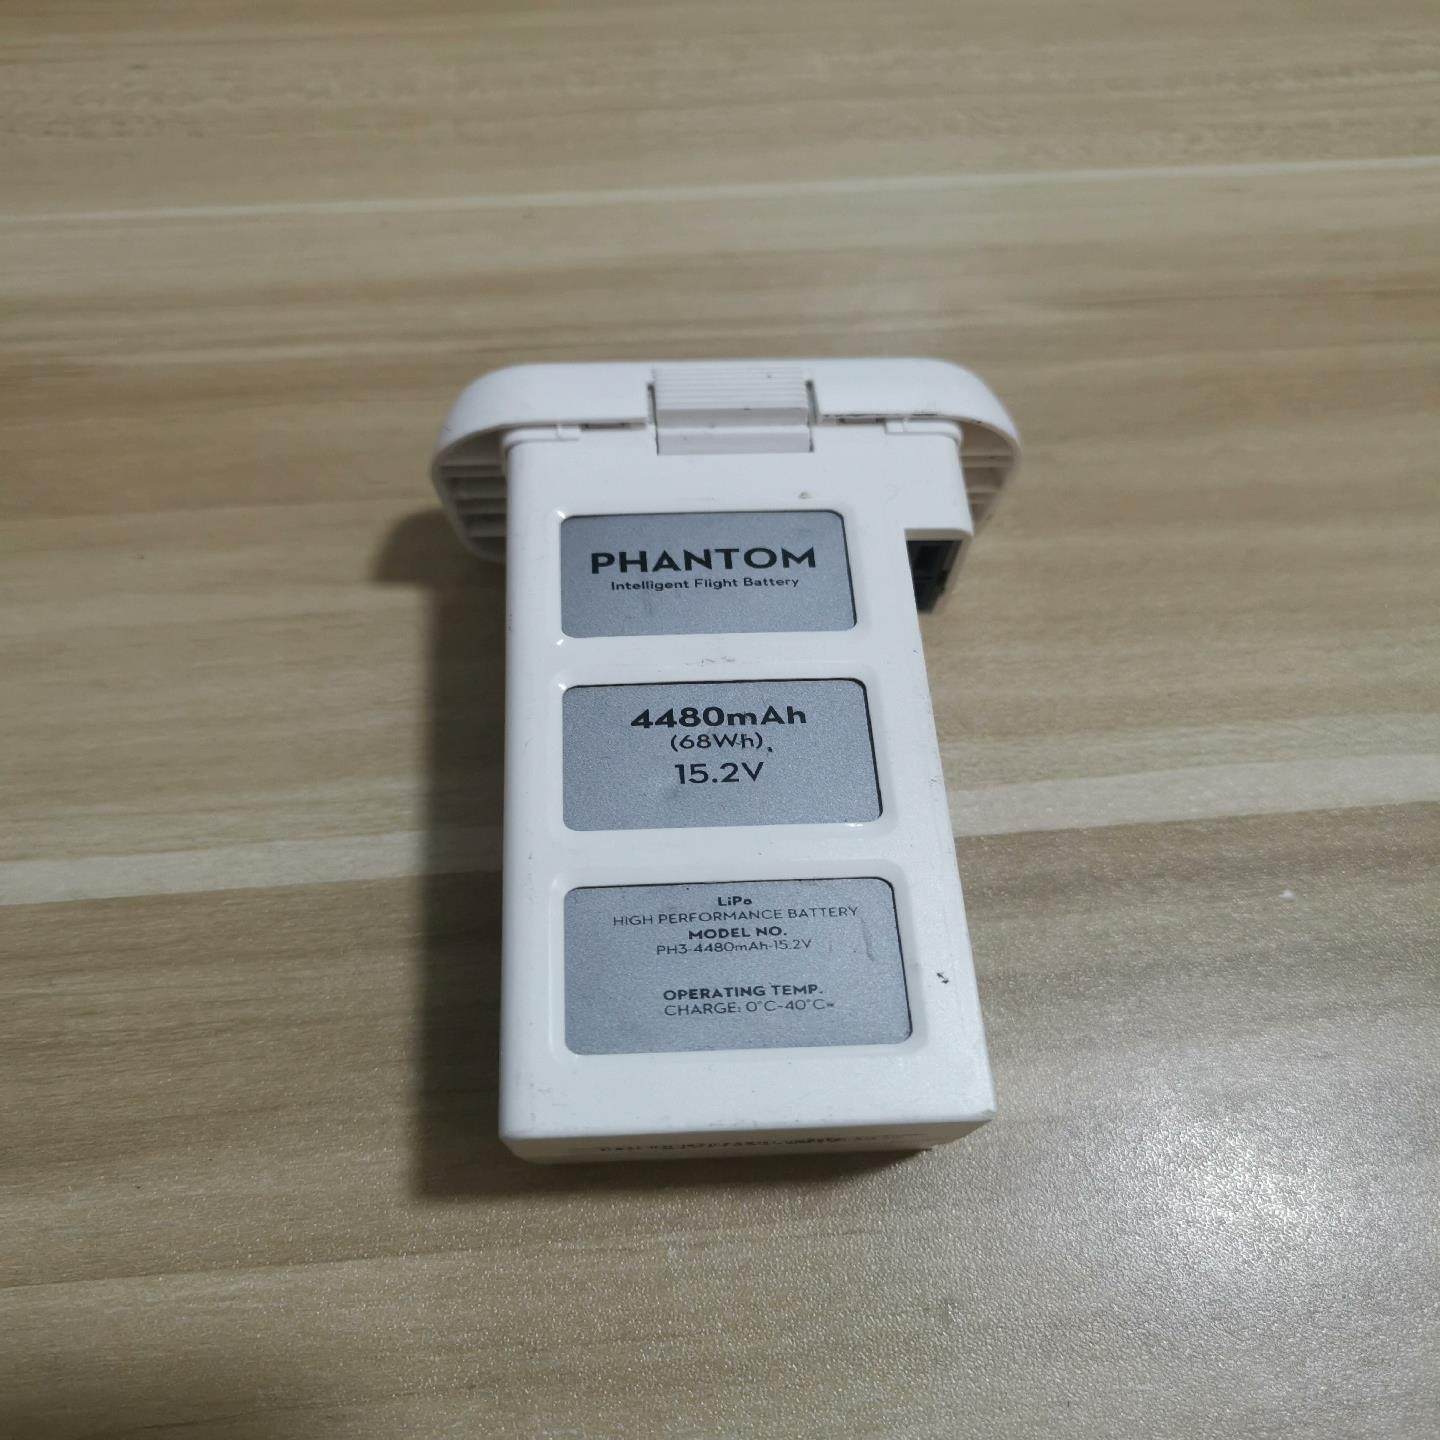 PHANTOM
Intelligent Flight Battery
4480mAh
(68Wh)
15.2V
LiPo
HIGH PERFORMANCE BATTERY
MODEL NO.
PH3-4480mAh-15.2V
OPERATING TEMP.
CHARGE: 0°C-40°C